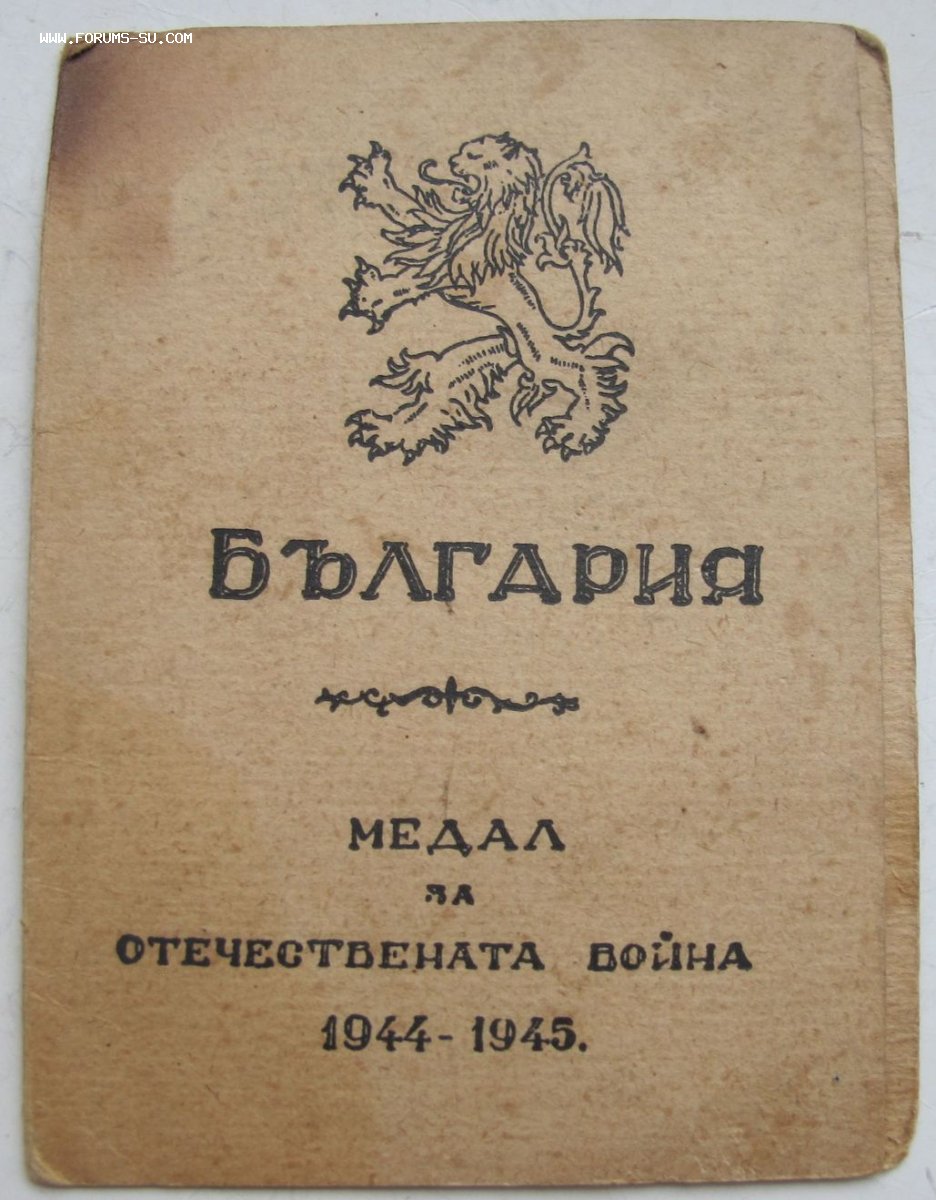 WWW.FORUMS-SU.COM
БЪЛГАРИЯ
МЕДАЛ
ЗА
ОТЕЧЕСТВЕНАТА ВОЙНА
1944-1945.